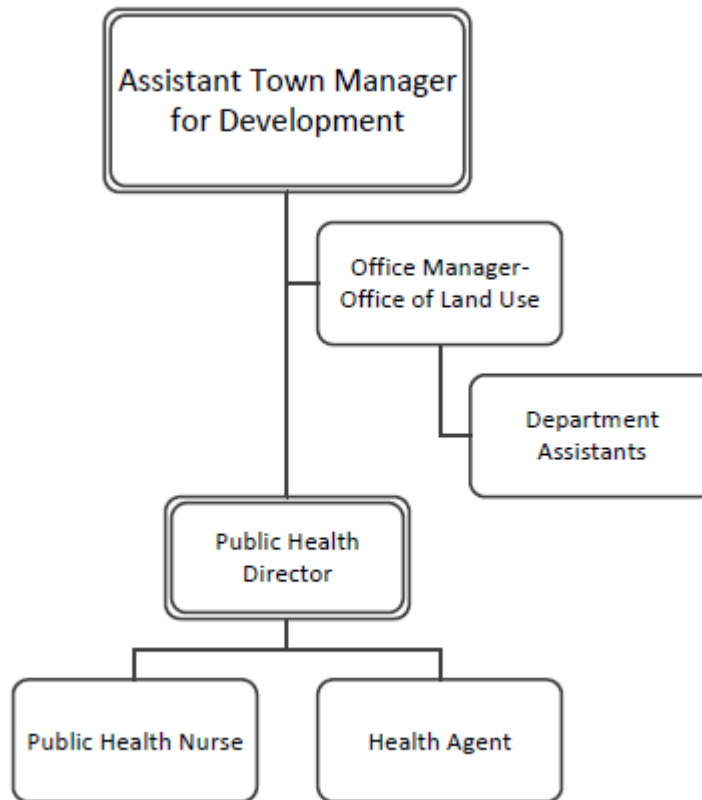 Assistant Town Manager
for Development
Office Manager-
Office of Land Use
Department
Assistants
Public Health
Director
Public Health Nurse
Health Agent